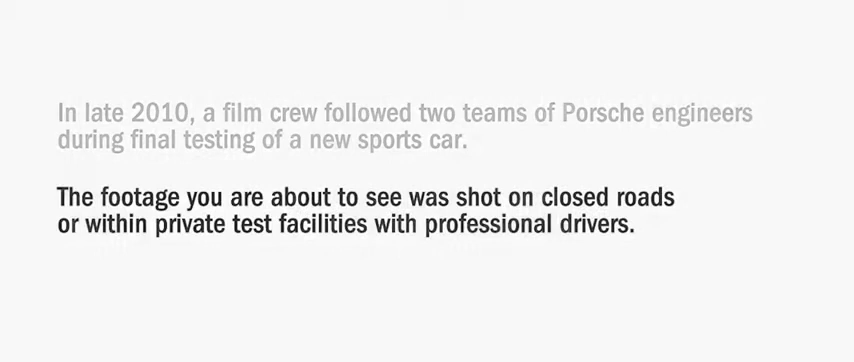 In late 2010, a film crew followed two teams of Porsche engineers
during final testing of a new sports car.
The footage you are about to see was shot on closed roads
or within private test facilities with professional drivers.